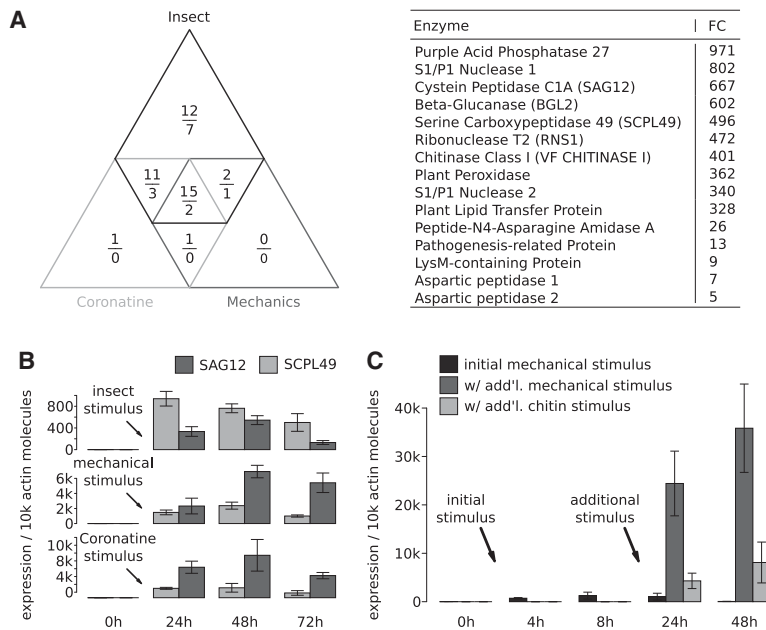 A
Insect
12
7
11
3
2
1
15
2
1
0
1
0
0
0
Coronatine
Mechanics
Enzyme | FC
Purple Acid Phosphatase 27 971
S1/P1 Nuclease 1 802
Cystein Peptidase C1A (SAG12) 667
Beta-Glucanase (BGL2) 602
Serine Carboxypeptidase 49 (SCPL49) 496
Ribonuclease T2 (RNS1) 472
Chitinase Class I (VF CHITINASE I) 401
Plant Peroxidase 362
S1/P1 Nuclease 2 340
Plant Lipid Transfer Protein 328
Peptide-N4-Asparagine Amidase A 26
Pathogenesis-related Protein 13
LysM-containing Protein 9
Aspartic peptidase 1 7
Aspartic peptidase 2 5
B
SAG12 SCPL49
expression / 10k actin molecules
insect
stimulus
800
400
0
mechanical
stimulus
6k
4k
2k
0
Coronatine
stimulus
10k
6k
2k
0
0h 24h 48h 72h
C
initial mechanical stimulus
w/ add'l. mechanical stimulus
w/ add'l. chitin stimulus
expression / 10k actin molecules
40k
30k
20k
10k
0
initial
stimulus
additional
stimulus
0h 4h 8h 24h 48h